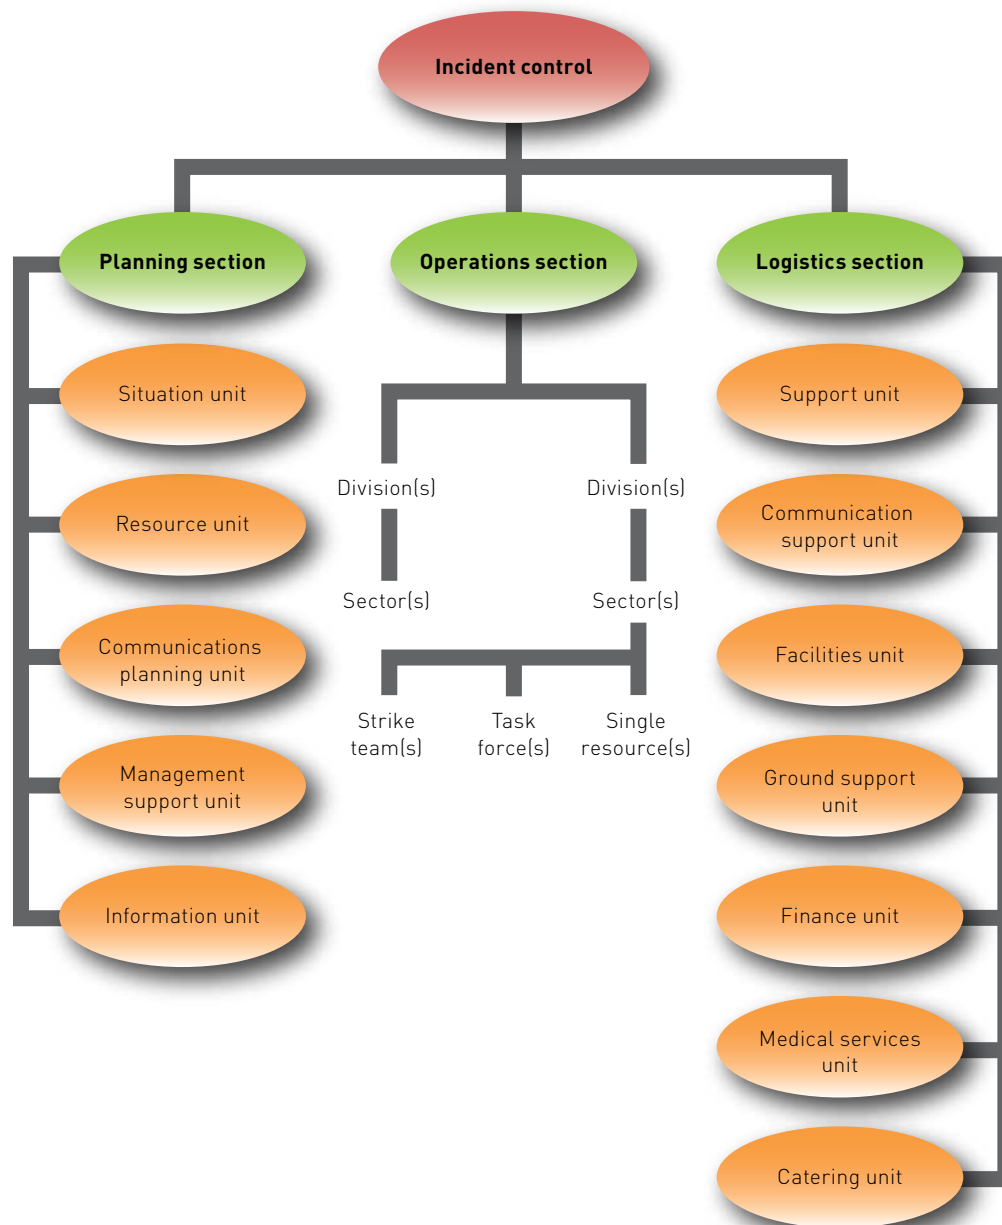 Incident control
Planning section
Operations section
Logistics section
Situation unit
Support unit
Division(s)
Division(s)
Resource unit
Communication
support unit
Sector(s)
Sector(s)
Communications
planning unit
Facilities unit
Strike
team(s)
Task
force(s)
Single
resource(s)
Management
support unit
Ground support
unit
Information unit
Finance unit
Medical services
unit
Catering unit